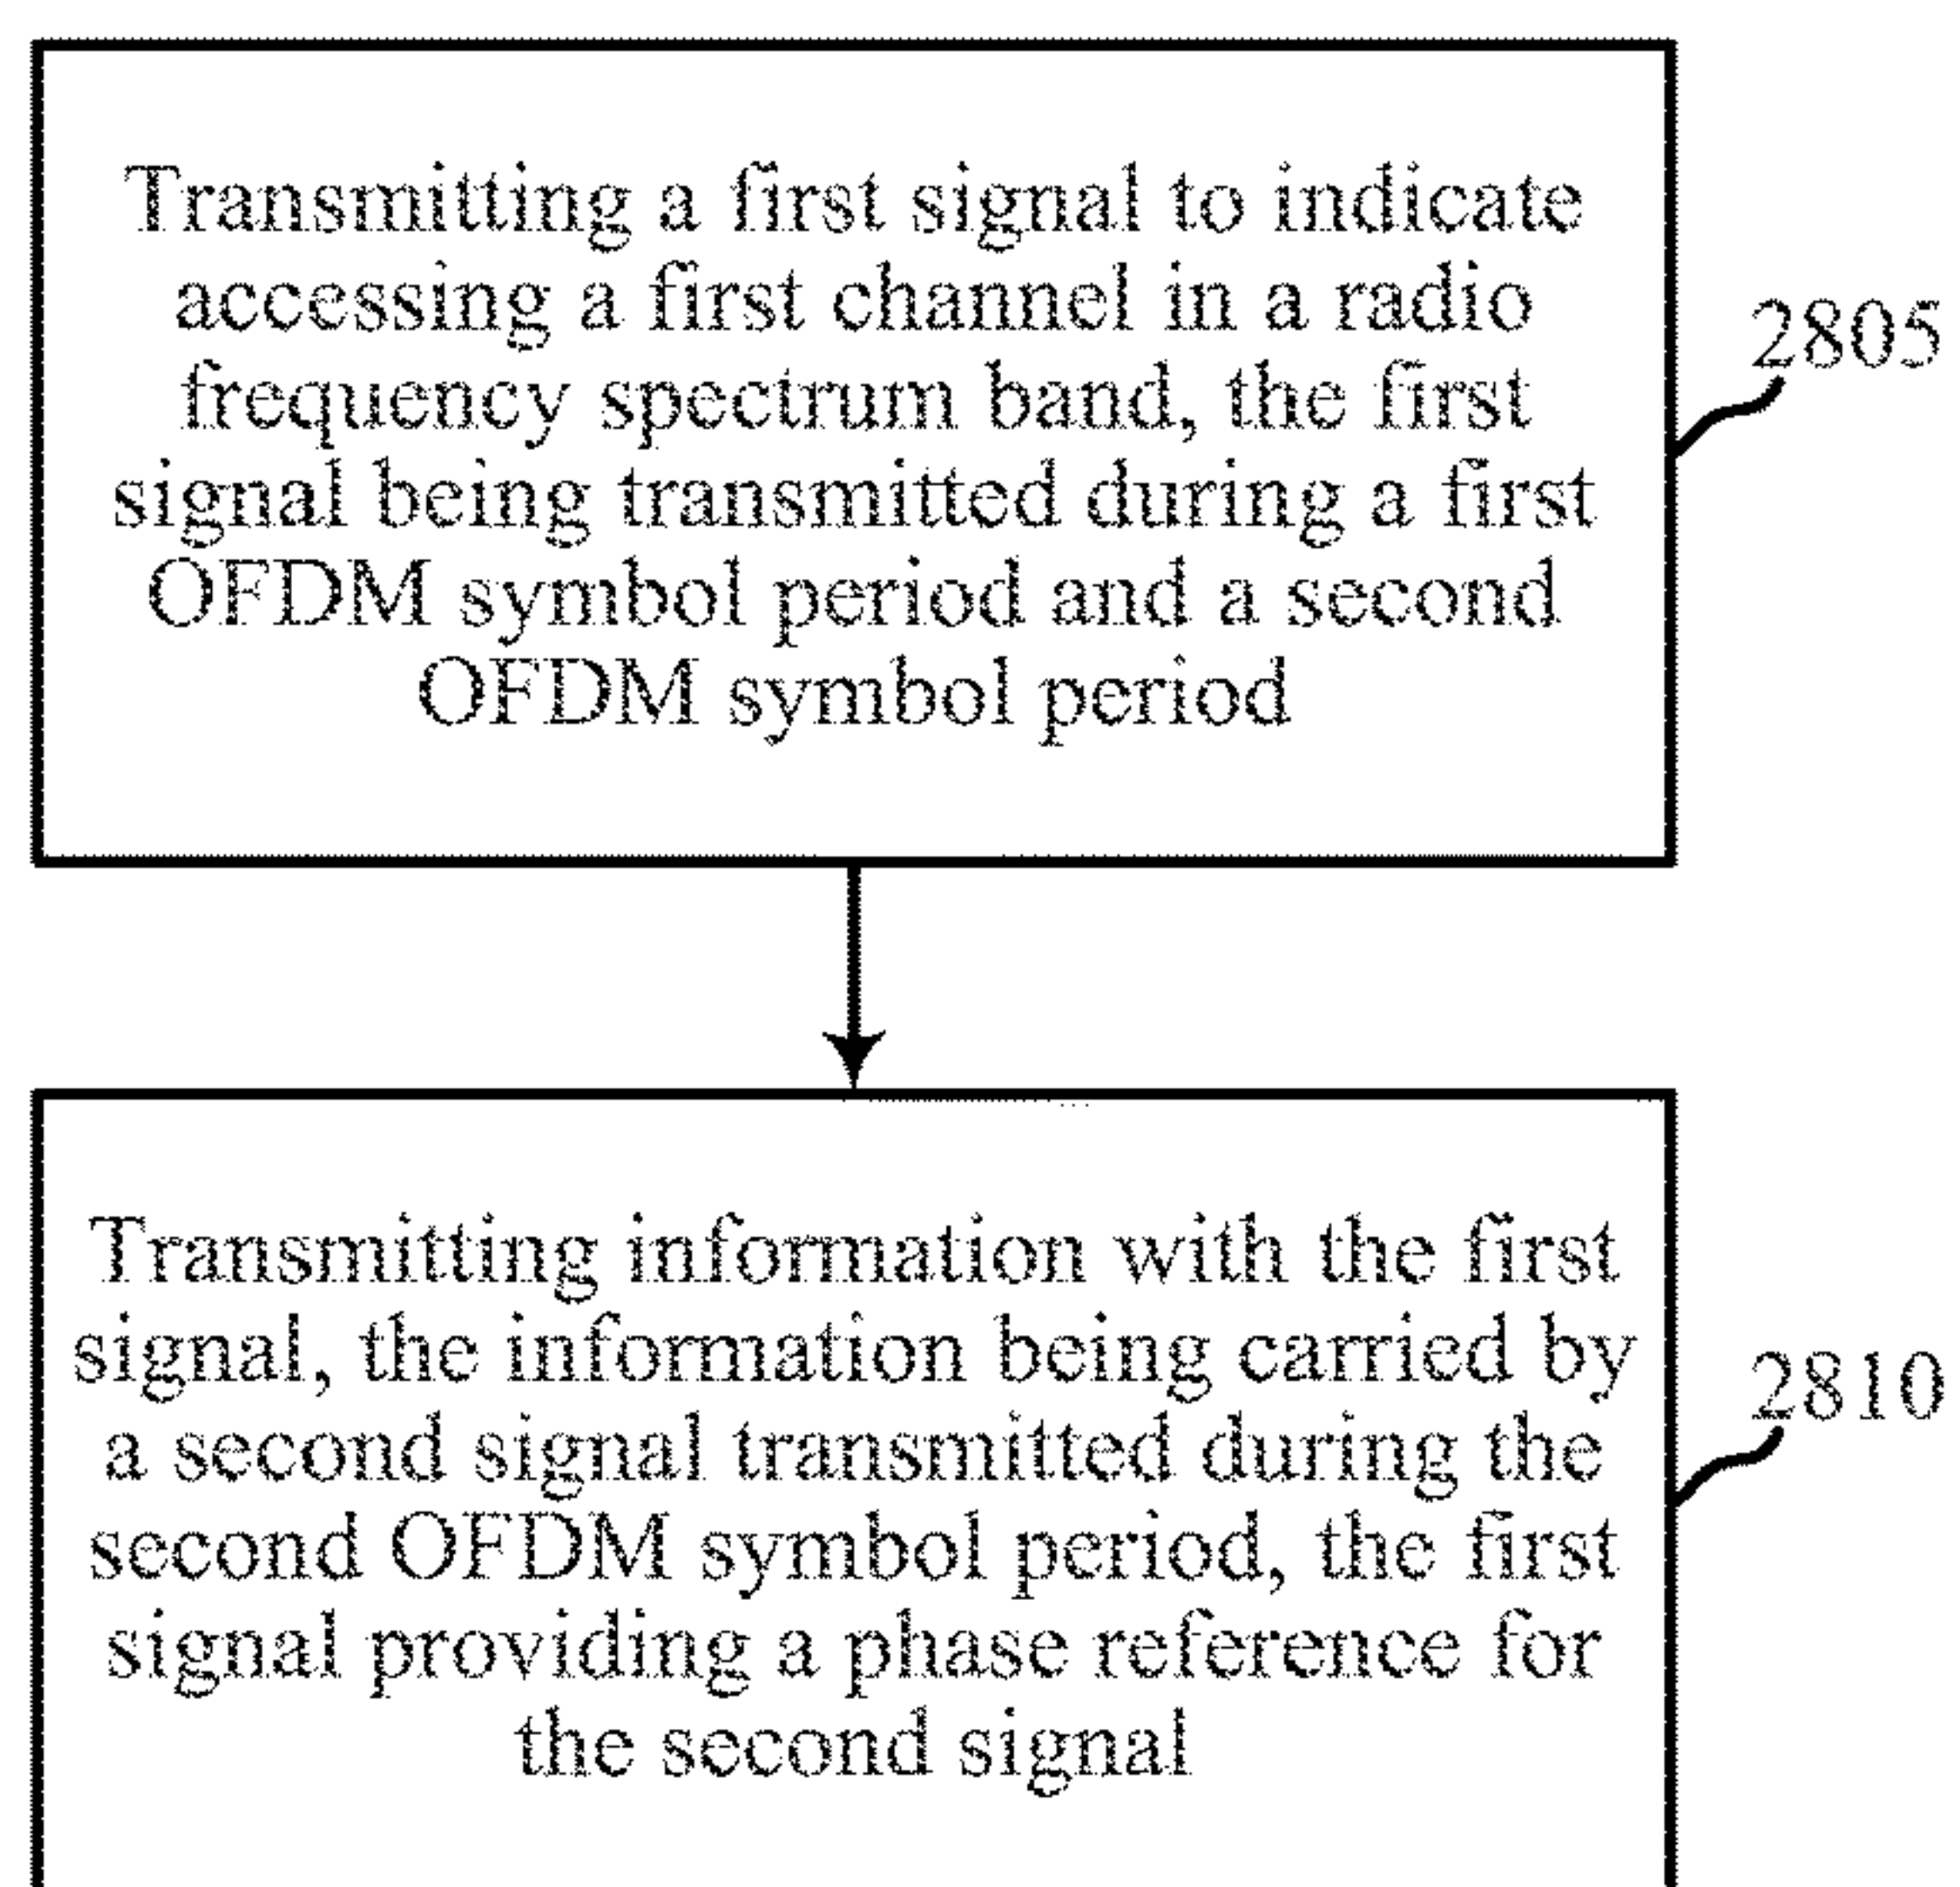 Transmitting a first signal to indicate
accessing a first channel in a radio
frequency spectrum band, the first
signal being transmitted during a first
OFDM symbol period and a second
OFDM symbol period
2805
Transmitting information with the first
signal, the information being carried by
a second signal transmitted during the
second OFDM symbol period, the first
signal providing a phase reference for
the second signal
2810